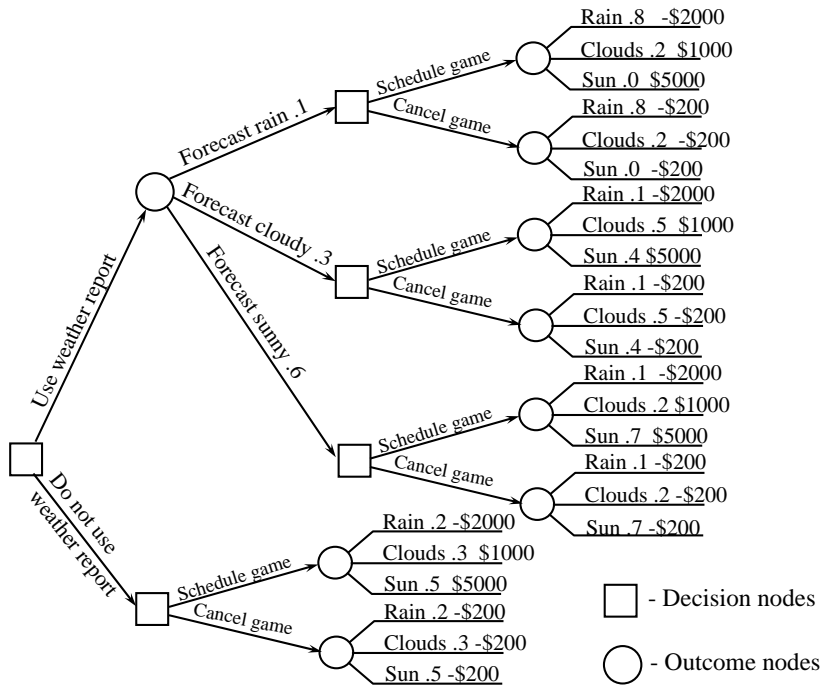 Rain .8 -$2000
Schedule game
Clouds .2 $1000
Sun .0 $5000
Forecast rain .1
Cancel game
Rain .8 -$200
Clouds .2 -$200
Sun .0 -$200
Forecast cloudy .3
Rain .1 -$2000
Schedule game
Clouds .5 $1000
Sun .4 $5000
Cancel game
Rain .1 -$200
Clouds .5 -$200
Sun .4 -$200
Use weather report
Forecast sunny .6
Rain .1 -$2000
Schedule game
Clouds .2 $1000
Sun .7 $5000
Cancel game
Rain .1 -$200
Clouds .2 -$200
Sun .7 -$200
Do not use
weather report
Rain .2 -$2000
Schedule game
Clouds .3 $1000
Sun .5 $5000
Cancel game
Rain .2 -$200
Clouds .3 -$200
Sun .5 -$200
- Decision nodes
- Outcome nodes